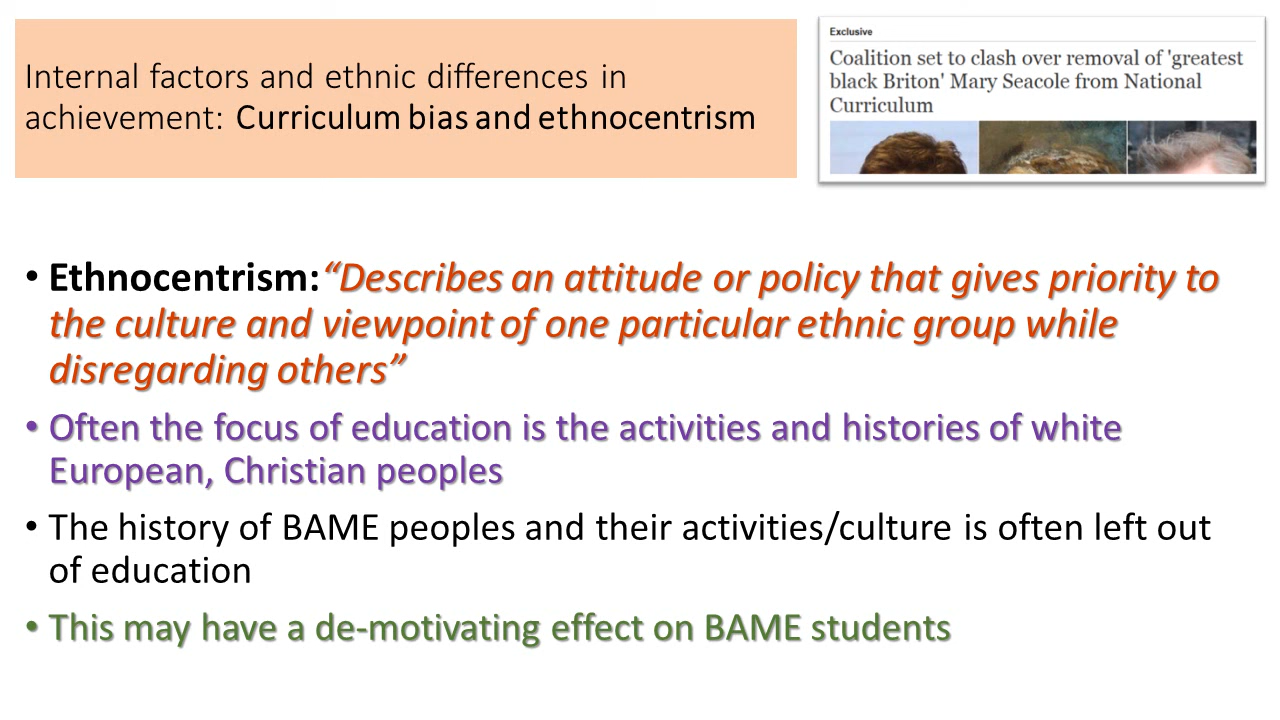 Internal factors and ethnic differences in
achievement: Curriculum bias and ethnocentrism
Exclusive
Coalition set to clash over removal of 'greatest
black Briton' Mary Seacole from National
Curriculum
• Ethnocentrism: “Describes an attitude or policy that gives priority to
the culture and viewpoint of one particular ethnic group while
disregarding others”
• Often the focus of education is the activities and histories of white
European, Christian peoples
• The history of BAME peoples and their activities/culture is often left out
of education
• This may have a de-motivating effect on BAME students